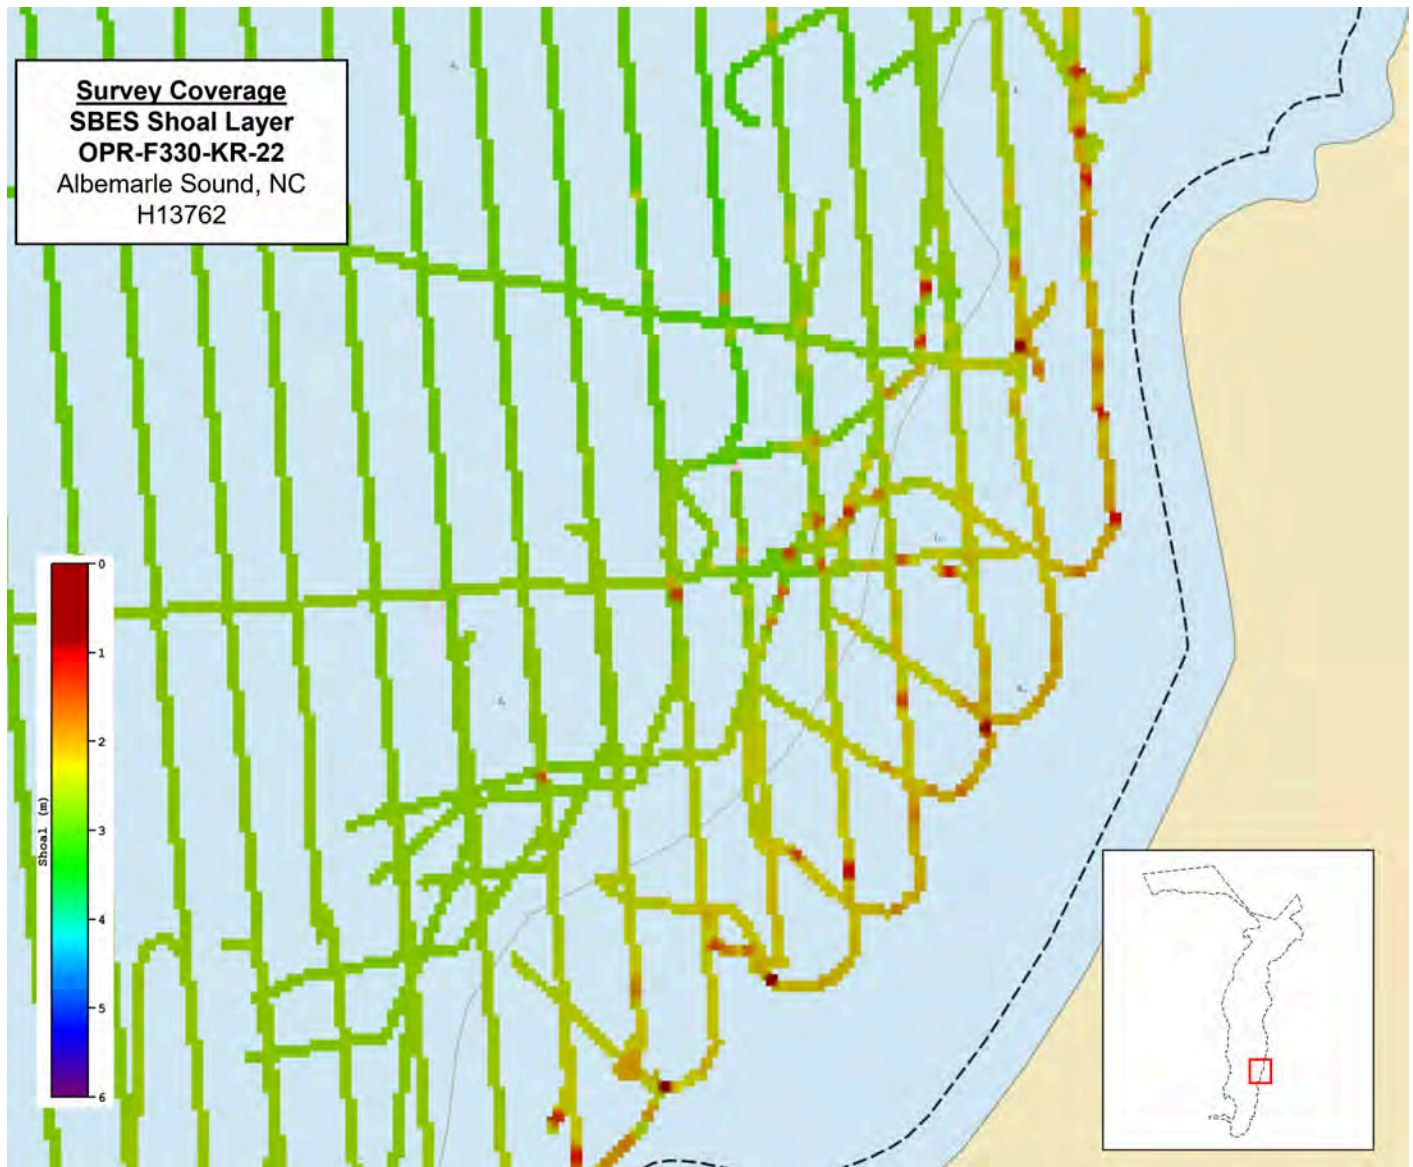 Survey Coverage
SBES Shoal Layer
OPR-F330-KR-22
Albemarle Sound, NC
H13762
0
1
2
3
4
5
6
Shoal (m)